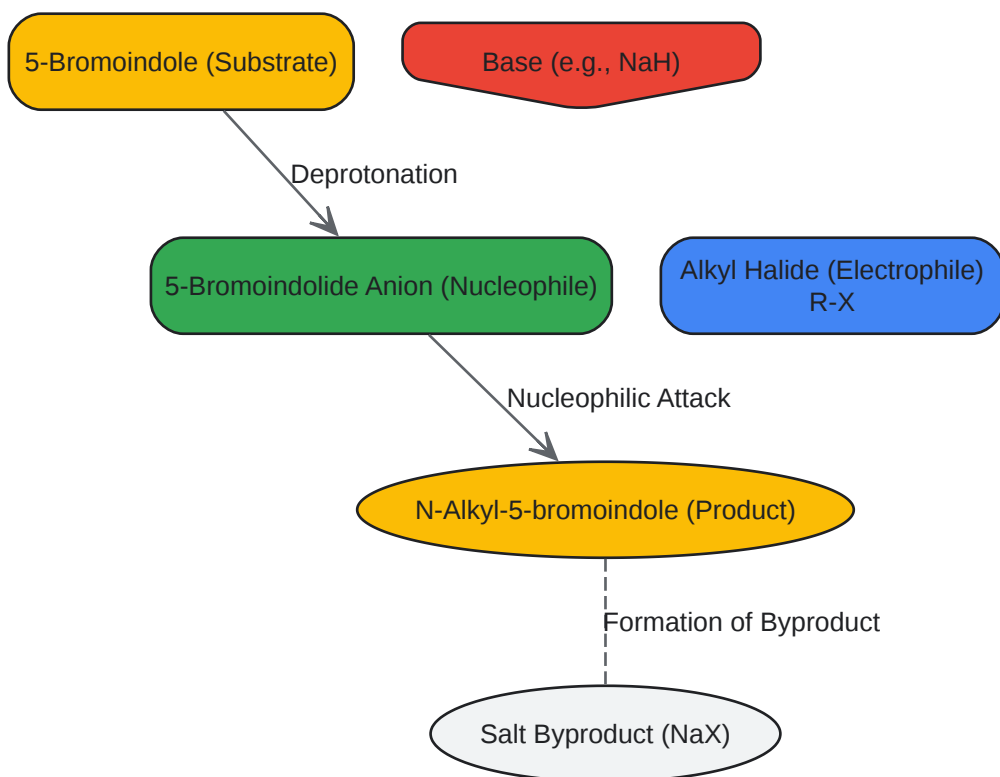 5-Bromoindole (Substrate)
Base (e.g., NaH)
Deprotonation
5-Bromoindolide Anion (Nucleophile)
Alkyl Halide (Electrophile)
R-X
Nucleophilic Attack
N-Alkyl-5-bromoindole (Product)
Formation of Byproduct
Salt Byproduct (NaX)